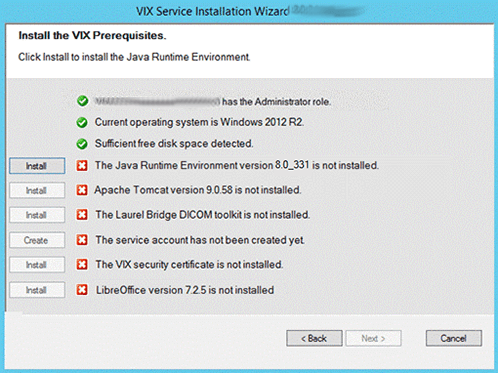 VIX Service Installation Wizard
Install the VIX Prerequisites.
Click Install to install the Java Runtime Environment.
has the Administrator role.
Current operating system is Windows 2012 R2.
Sufficient free disk space detected.
Install The Java Runtime Environment version 8.0_331 is not installed.
Install Apache Tomcat version 9.0.58 is not installed.
Install The Laurel Bridge DICOM toolkit is not installed.
Create The service account has not been created yet.
Install The VIX security certificate is not installed.
Install LibreOffice version 7.2.5 is not installed
< Back Next > Cancel